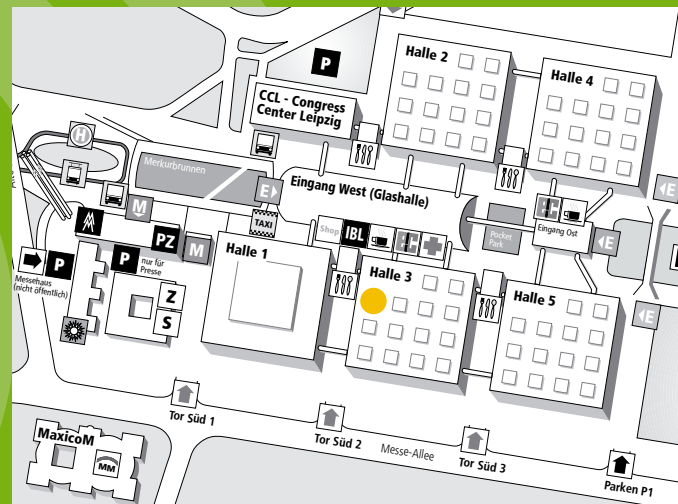 P
Halle 2
Halle 4
CCL - Congress
Center Leipzig
H
Merkurbrunnen
E
Eingang West (Glashalle)
E
M
TAXI
Shop
IBL
Pocket
Park
Eingang Ost
E
PZ
M
Halle 1
P
nur für
Presse
P
Messehaus
(nicht öffentlich)
Halle 3
Halle 5
E
Z
S
Tor Süd 1
Tor Süd 2
Messe-Allee
Tor Süd 3
Parken P1
MaxicoM
MM